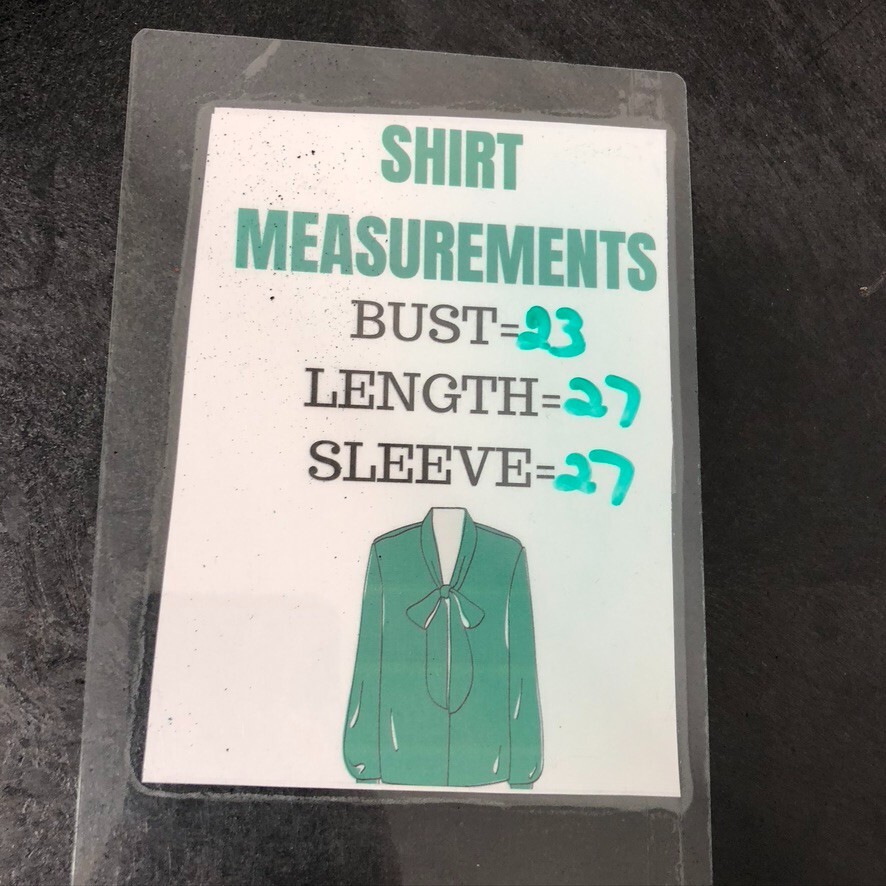 SHIRT
MEASUREMENTS
BUST=23
LENGTH=27
SLEEVE=27